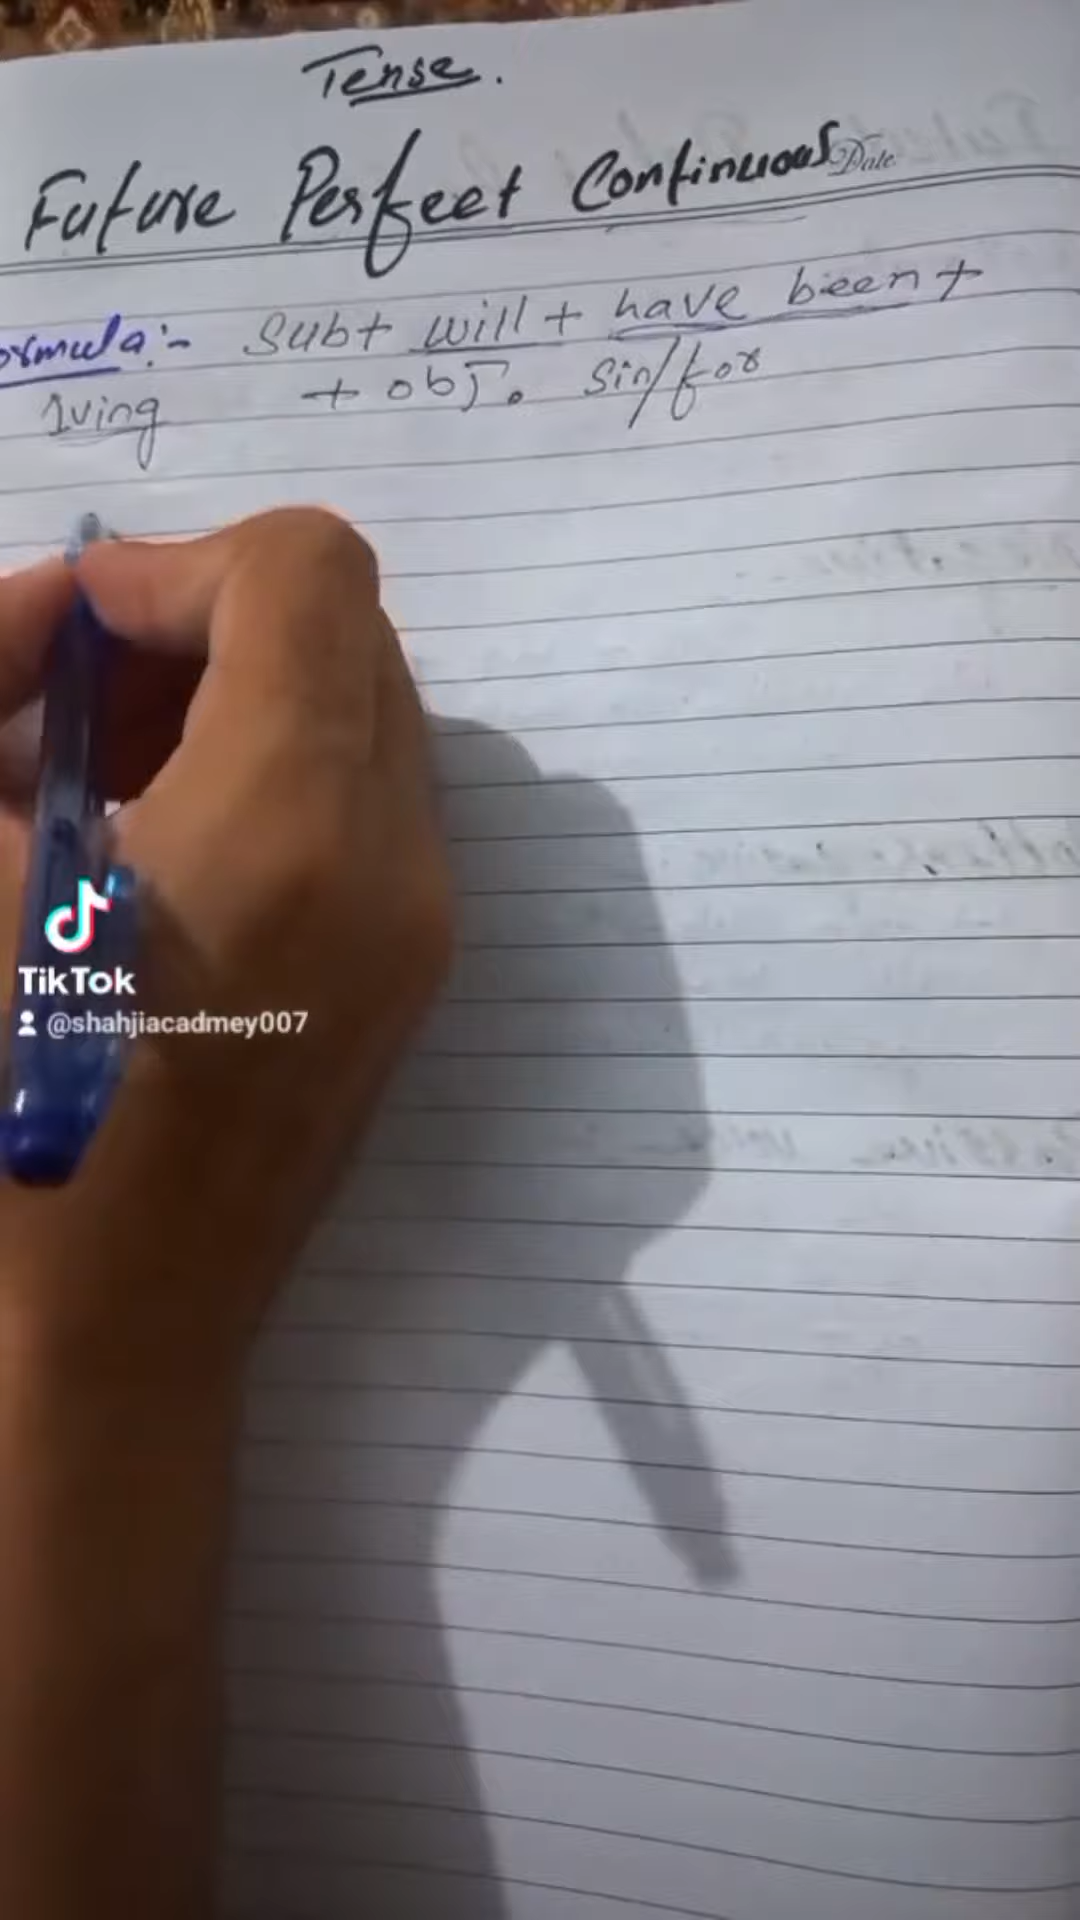 Tense.
Future Perfect Continuous
Date
ormula:- Sub+ will + have been +
1ving + obj. Sin/for
TikTok
@shahjiacadmey007